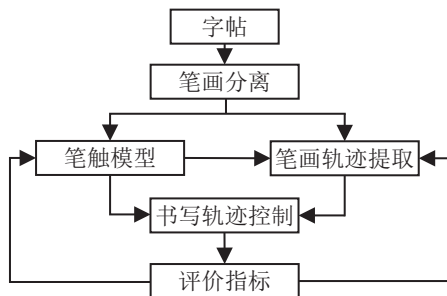 字帖
笔画分离
笔触模型
笔画轨迹提取
书写轨迹控制
评价指标